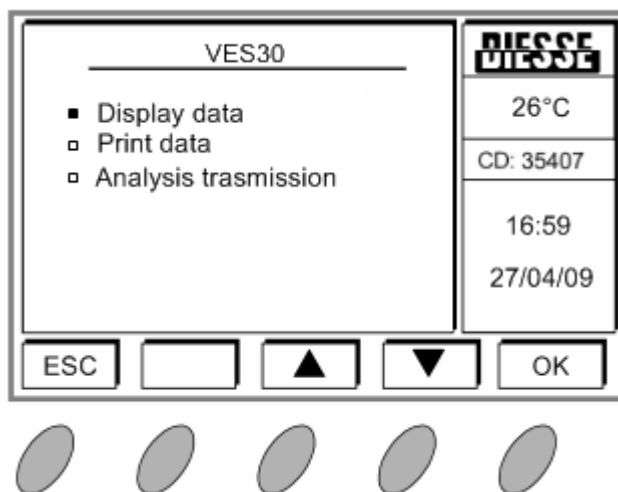 VES30
Display data
Print data
Analysis trasmission
DIESSE
26°C
CD: 35407
16:59
27/04/09
ESC
OK